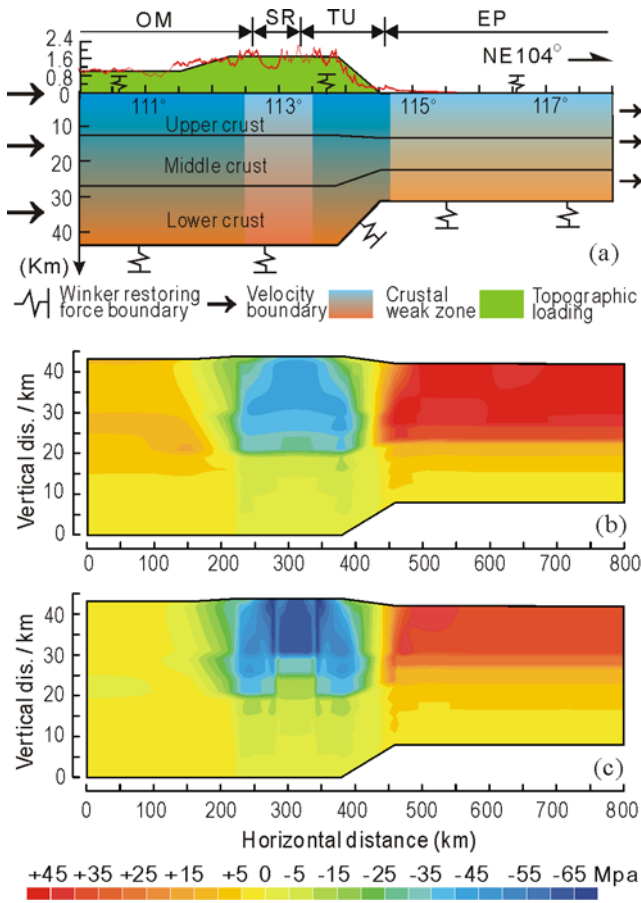 OM SR TU EP
2.4
1.6
0.8
0
NE104°
111° 113° 115° 117°
10
20
30
40
(Km)
Upper crust
Middle crust
Lower crust
(a)
Winker restoring force boundary
Velocity boundary
Crustal weak zone
Topographic loading
Vertical dis. / km
40
30
20
10
0
(b)
0 100 200 300 400 500 600 700 800
Vertical dis. / km
40
30
20
10
0
(c)
0 100 200 300 400 500 600 700 800
Horizontal distance (km)
+45 +35 +25 +15 +5 0 -5 -15 -25 -35 -45 -55 -65 Mpa